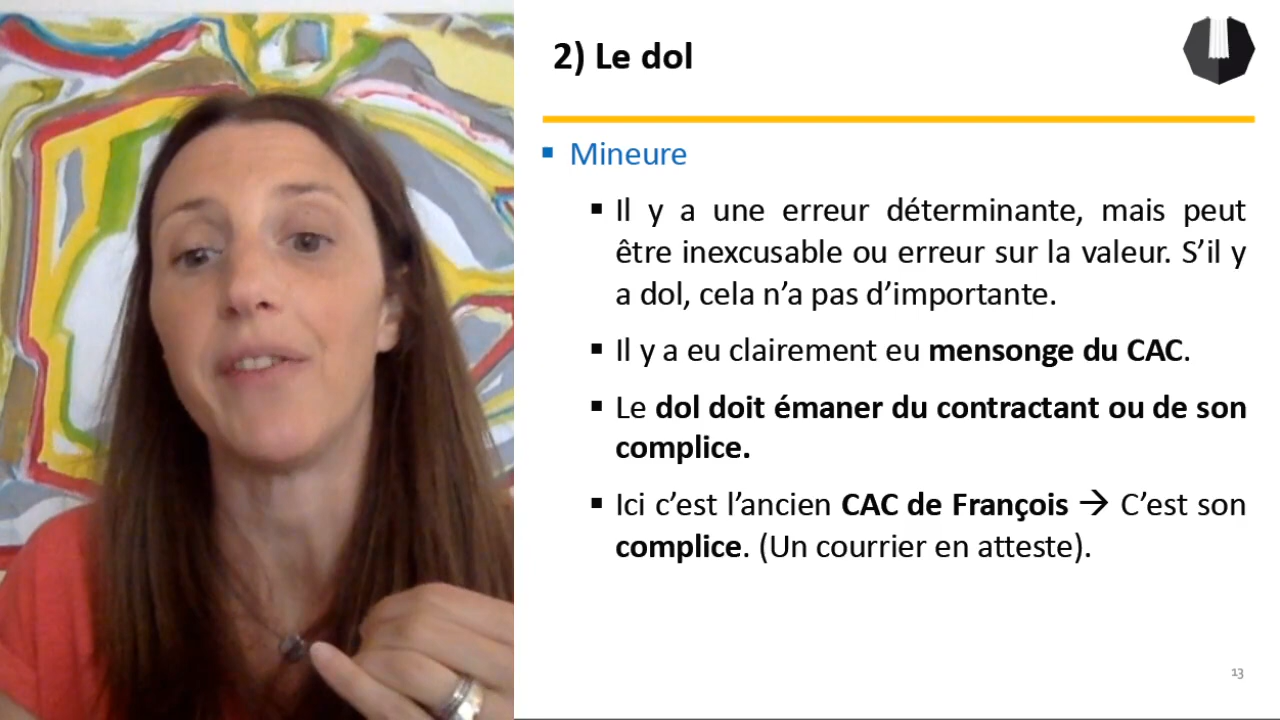 2) Le dol
▪ Mineure
▪ Il y a une erreur déterminante, mais peut
être inexcusable ou erreur sur la valeur. S’il y
a dol, cela n’a pas d’importante.
▪ Il y a eu clairement eu mensonge du CAC.
▪ Le dol doit émaner du contractant ou de son
complice.
▪ Ici c’est l’ancien CAC de François → C’est son
complice. (Un courrier en atteste).
13